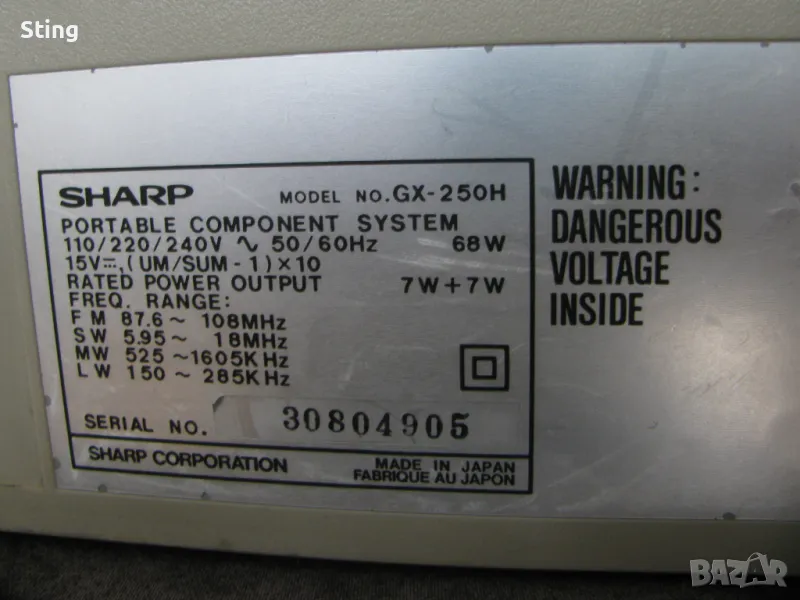 Sting
SHARP MODEL NO. GX-250H
PORTABLE COMPONENT SYSTEM
110/220/240V ∿ 50/60Hz 68W
15V⎓, (UM/SUM-1)×10
RATED POWER OUTPUT 7W+7W
FREQ. RANGE:
FM 87.6~ 108MHz
SW 5.95~ 18MHz
MW 525 ~1605KHz
LW 150 ~ 285KHz
SERIAL NO. 30804905
SHARP CORPORATION MADE IN JAPAN
FABRIQUE AU JAPON
WARNING:
DANGEROUS
VOLTAGE
INSIDE
BAZAR